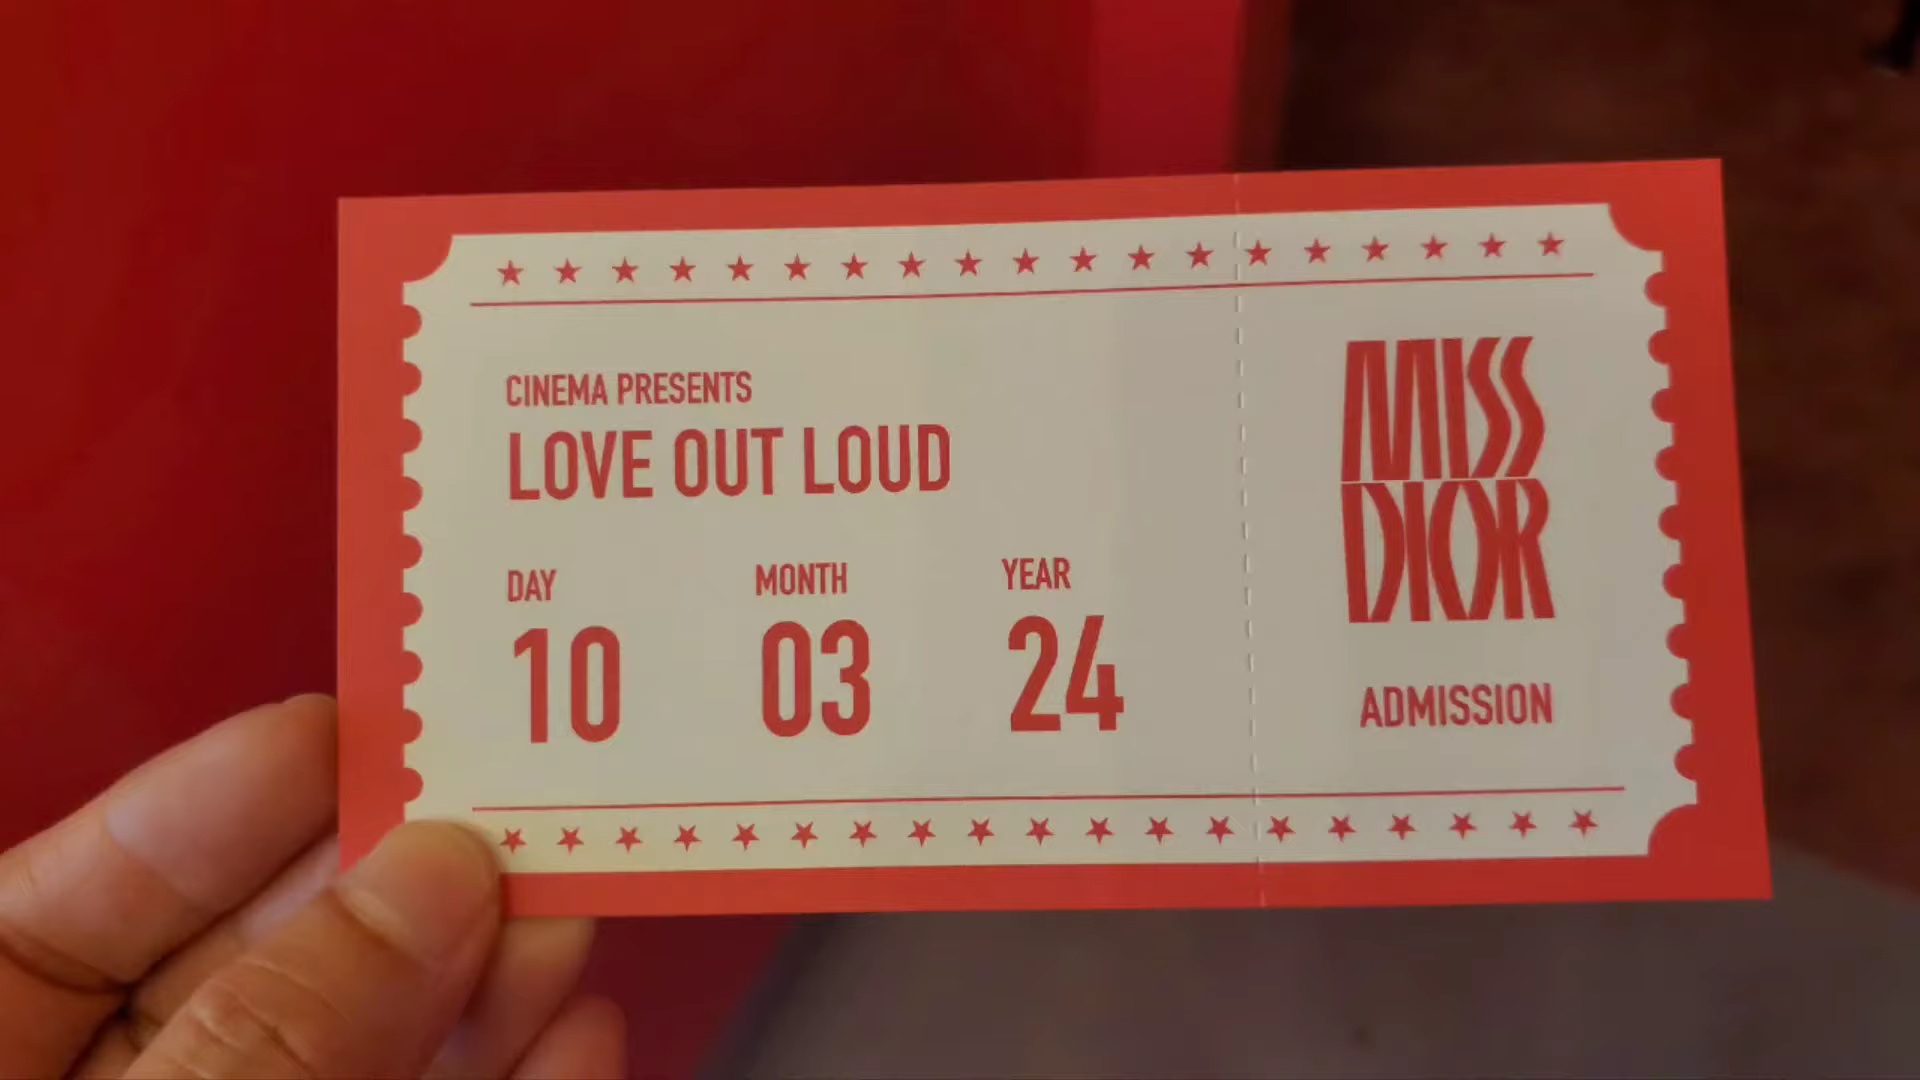 CINEMA PRESENTS
LOVE OUT LOUD
DAY MONTH YEAR
10 03 24
MISS
DIOR
ADMISSION